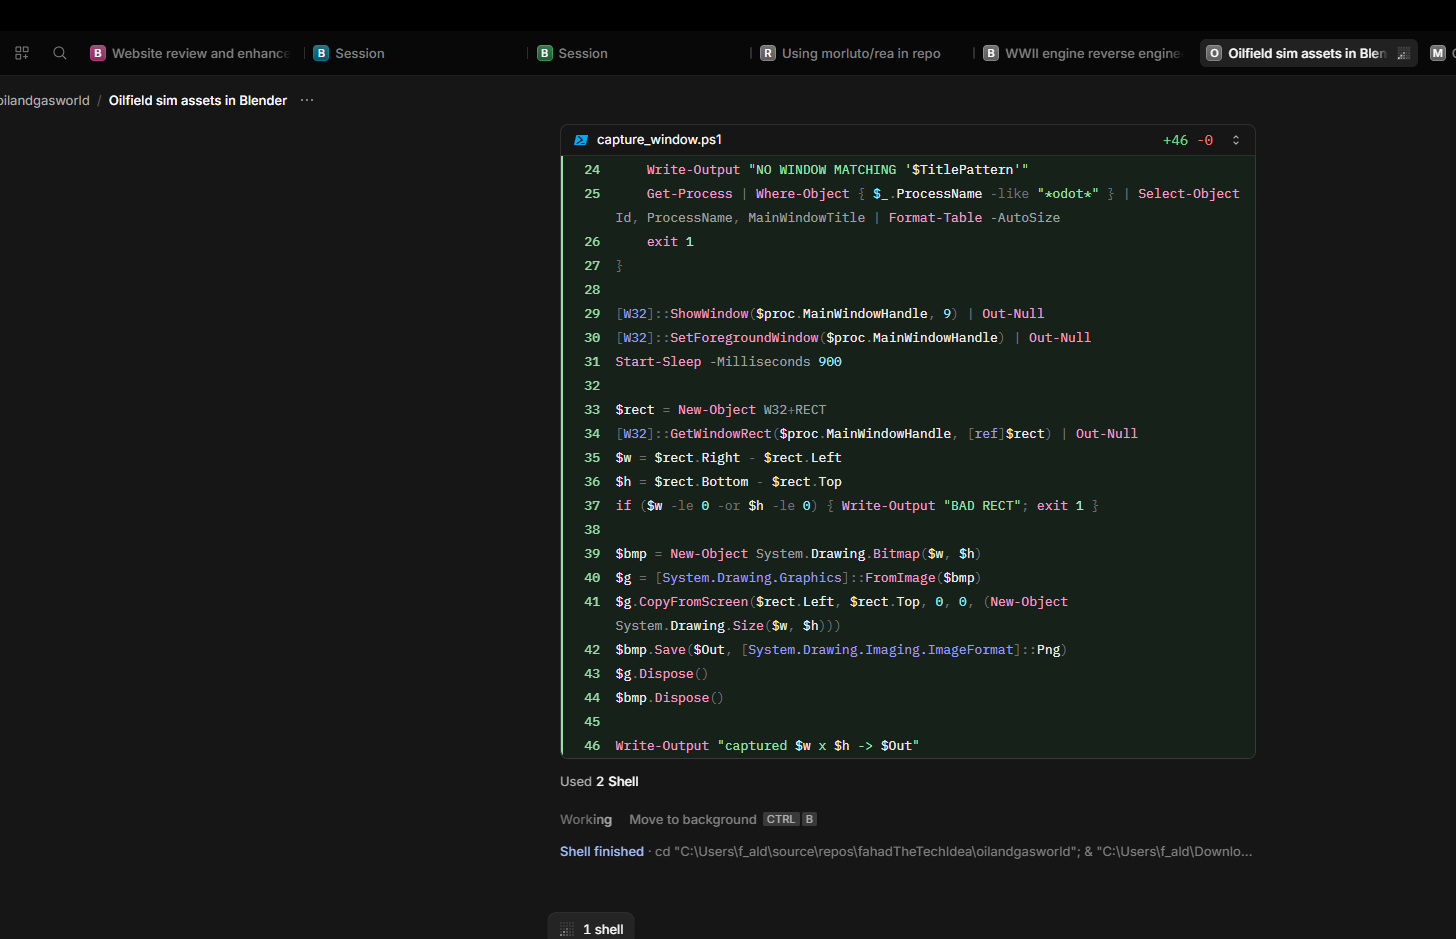 B Website review and enhance
B Session
B Session
R Using morluto/rea in repo
B WWII engine reverse engine
O Oilfield sim assets in Blen
M
oilandgasworld / Oilfield sim assets in Blender ···
capture_window.ps1 +46 -0
24 Write-Output "NO WINDOW MATCHING '$TitlePattern'"
25 Get-Process | Where-Object { $_.ProcessName -like "*odot*" } | Select-Object
Id, ProcessName, MainWindowTitle | Format-Table -AutoSize
26 exit 1
27 }
28
29 [W32]::ShowWindow($proc.MainWindowHandle, 9) | Out-Null
30 [W32]::SetForegroundWindow($proc.MainWindowHandle) | Out-Null
31 Start-Sleep -Milliseconds 900
32
33 $rect = New-Object W32+RECT
34 [W32]::GetWindowRect($proc.MainWindowHandle, [ref]$rect) | Out-Null
35 $w = $rect.Right - $rect.Left
36 $h = $rect.Bottom - $rect.Top
37 if ($w -le 0 -or $h -le 0) { Write-Output "BAD RECT"; exit 1 }
38
39 $bmp = New-Object System.Drawing.Bitmap($w, $h)
40 $g = [System.Drawing.Graphics]::FromImage($bmp)
41 $g.CopyFromScreen($rect.Left, $rect.Top, 0, 0, (New-Object
System.Drawing.Size($w, $h)))
42 $bmp.Save($Out, [System.Drawing.Imaging.ImageFormat]::Png)
43 $g.Dispose()
44 $bmp.Dispose()
45
46 Write-Output "captured $w x $h -> $Out"
Used 2 Shell
Working Move to background CTRL B
Shell finished · cd "C:\Users\f_ald\source\repos\fahadTheTechIdea\oilandgasworld"; & "C:\Users\f_ald\Downlo...
1 shell